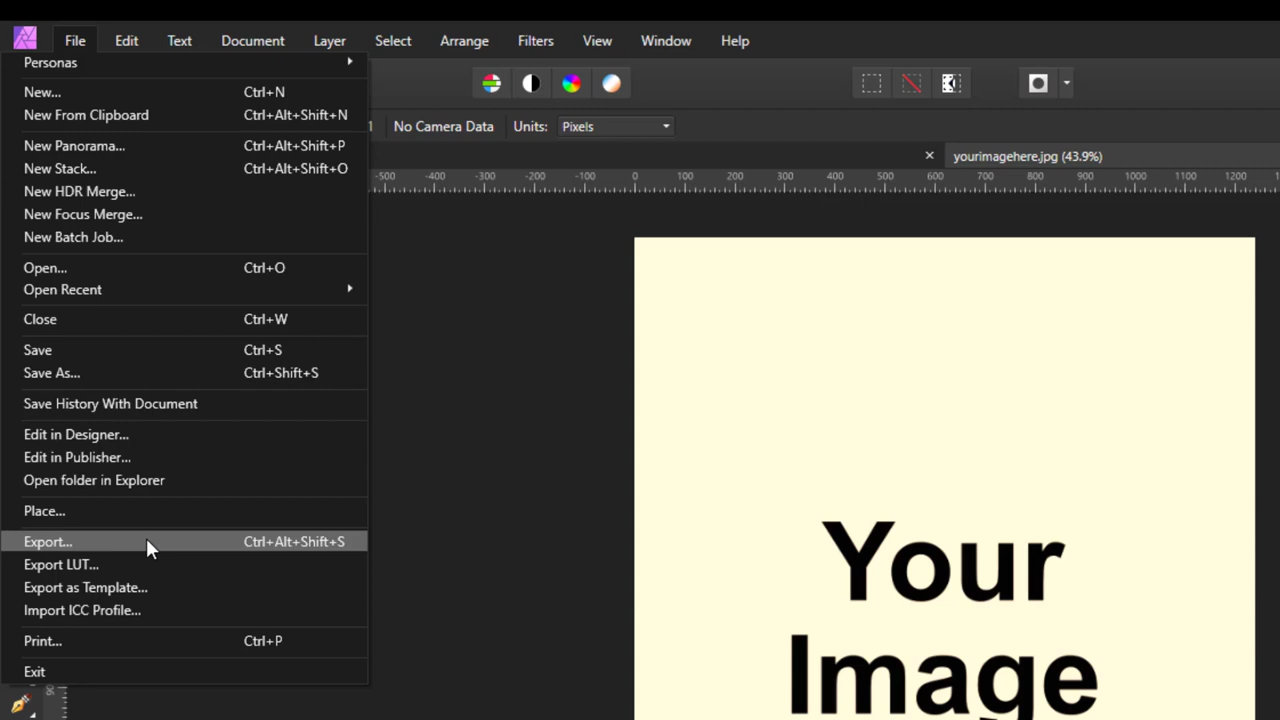 File Edit Text Document Layer Select Arrange Filters View Window Help
No Camera Data Units: Pixels
yourimagehere.jpg (43.9%)
-500 -400 -300 -200 -100 0 100 200 300 400 500 600 700 800 900 1000 1100 1200
Personas
New... Ctrl+N
New From Clipboard Ctrl+Alt+Shift+N
New Panorama... Ctrl+Alt+Shift+P
New Stack... Ctrl+Alt+Shift+O
New HDR Merge...
New Focus Merge...
New Batch Job...
Open... Ctrl+O
Open Recent
Close Ctrl+W
Save Ctrl+S
Save As... Ctrl+Shift+S
Save History With Document
Edit in Designer...
Edit in Publisher...
Open folder in Explorer
Place...
Export... Ctrl+Alt+Shift+S
Export LUT...
Export as Template...
Import ICC Profile...
Print... Ctrl+P
Exit
Your
Image